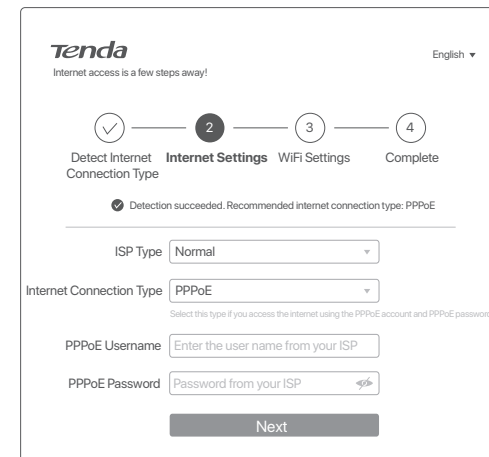 Tenda
English
Internet access is a few steps away!
2
3
4
Detect Internet
Connection Type
Internet Settings
WiFi Settings
Complete
Detection succeeded. Recommended internet connection type: PPPoE
ISP Type Normal
Internet Connection Type PPPoE
Select this type if you access the internet using the PPPoE account and PPPoE password
PPPoE Username Enter the user name from your ISP
PPPoE Password Password from your ISP
Next